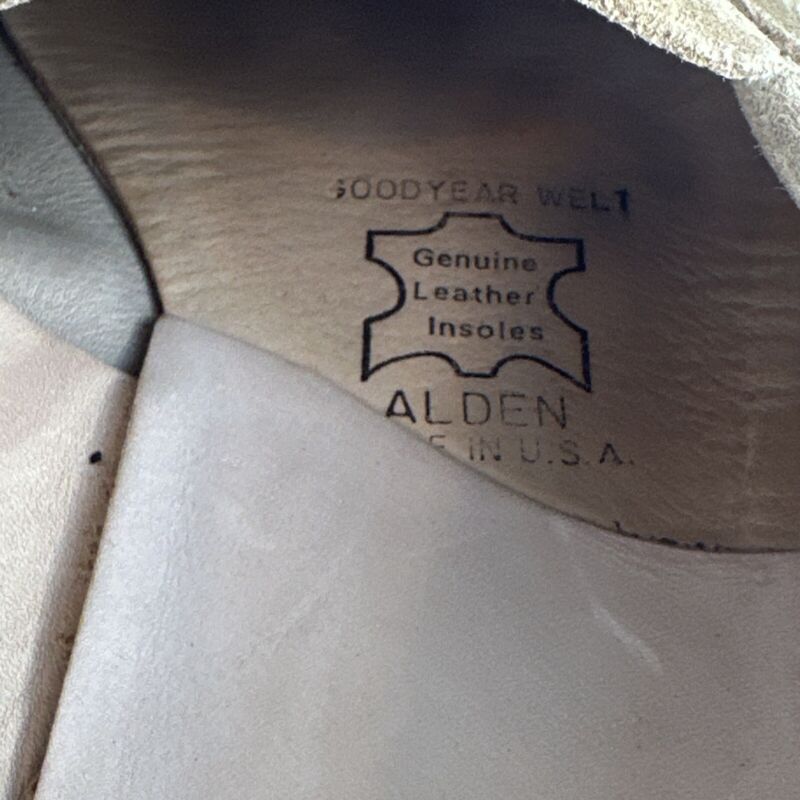 GOODYEAR WELT
Genuine
Leather
Insoles
ALDEN
E IN U.S.A.